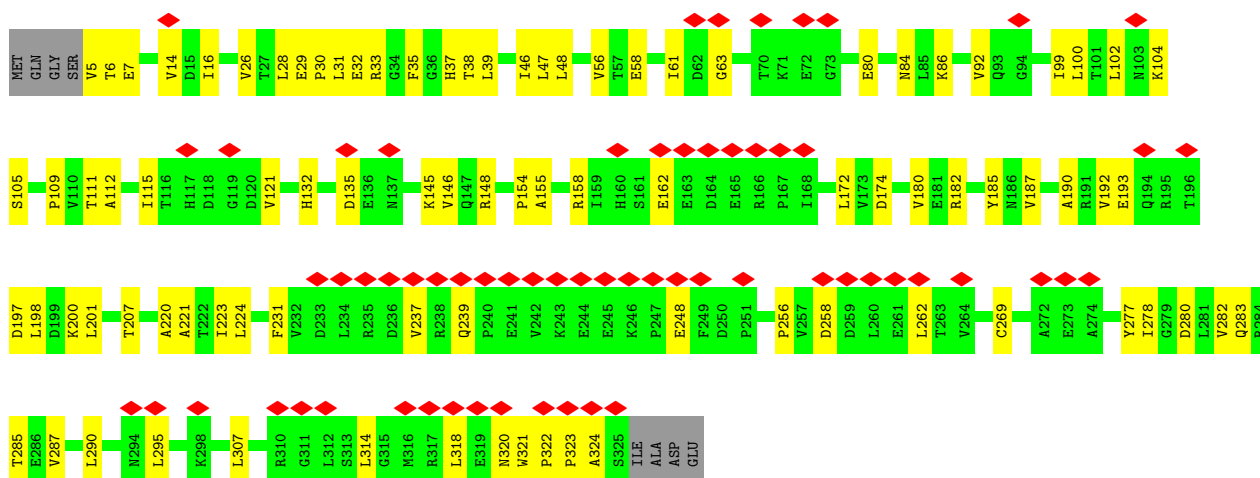 MET GLN GLY SER V5 T6 E7 V14 D15 I16 V26 T27 L28 E29 P30 L31 E32 R33 G34 F35 G36 H37 T38 L39 I46 L47 L48 V56 T57 E58 I61 D62 G63 T70 K71 E72 G73 E80 N84 L85 K86 V92 Q93 G94 I99 L100 T101 L102 N103 K104
S105 P109 V110 T111 A112 I115 T116 H117 D118 G119 D120 V121 H132 D135 E136 N137 K145 V146 Q147 R148 P154 A155 R158 I159 H160 S161 E162 E163 D164 E165 R166 P167 I168 L172 V173 D174 V180 E181 R182 Y185 N186 V187 A190 R191 V192 E193 Q194 R195 T196
D197 L198 D199 K200 L201 T207 A220 A221 T222 I223 L224 F231 V232 D233 L234 R235 D236 V237 R238 Q239 P240 E241 V242 K243 E244 E245 K246 P247 E248 F249 D250 P251 P256 V257 D258 D259 L260 E261 L262 T263 V264 C269 A272 E273 A274 Y277 I278 G279 D280 L281 V282 Q283
T285 E286 V287 L290 N294 L295 K298 L307 R310 G311 L312 S313 L314 G315 M316 R317 L318 E319 N320 W321 P322 P323 A324 S325 ILE ALA ASP GLU